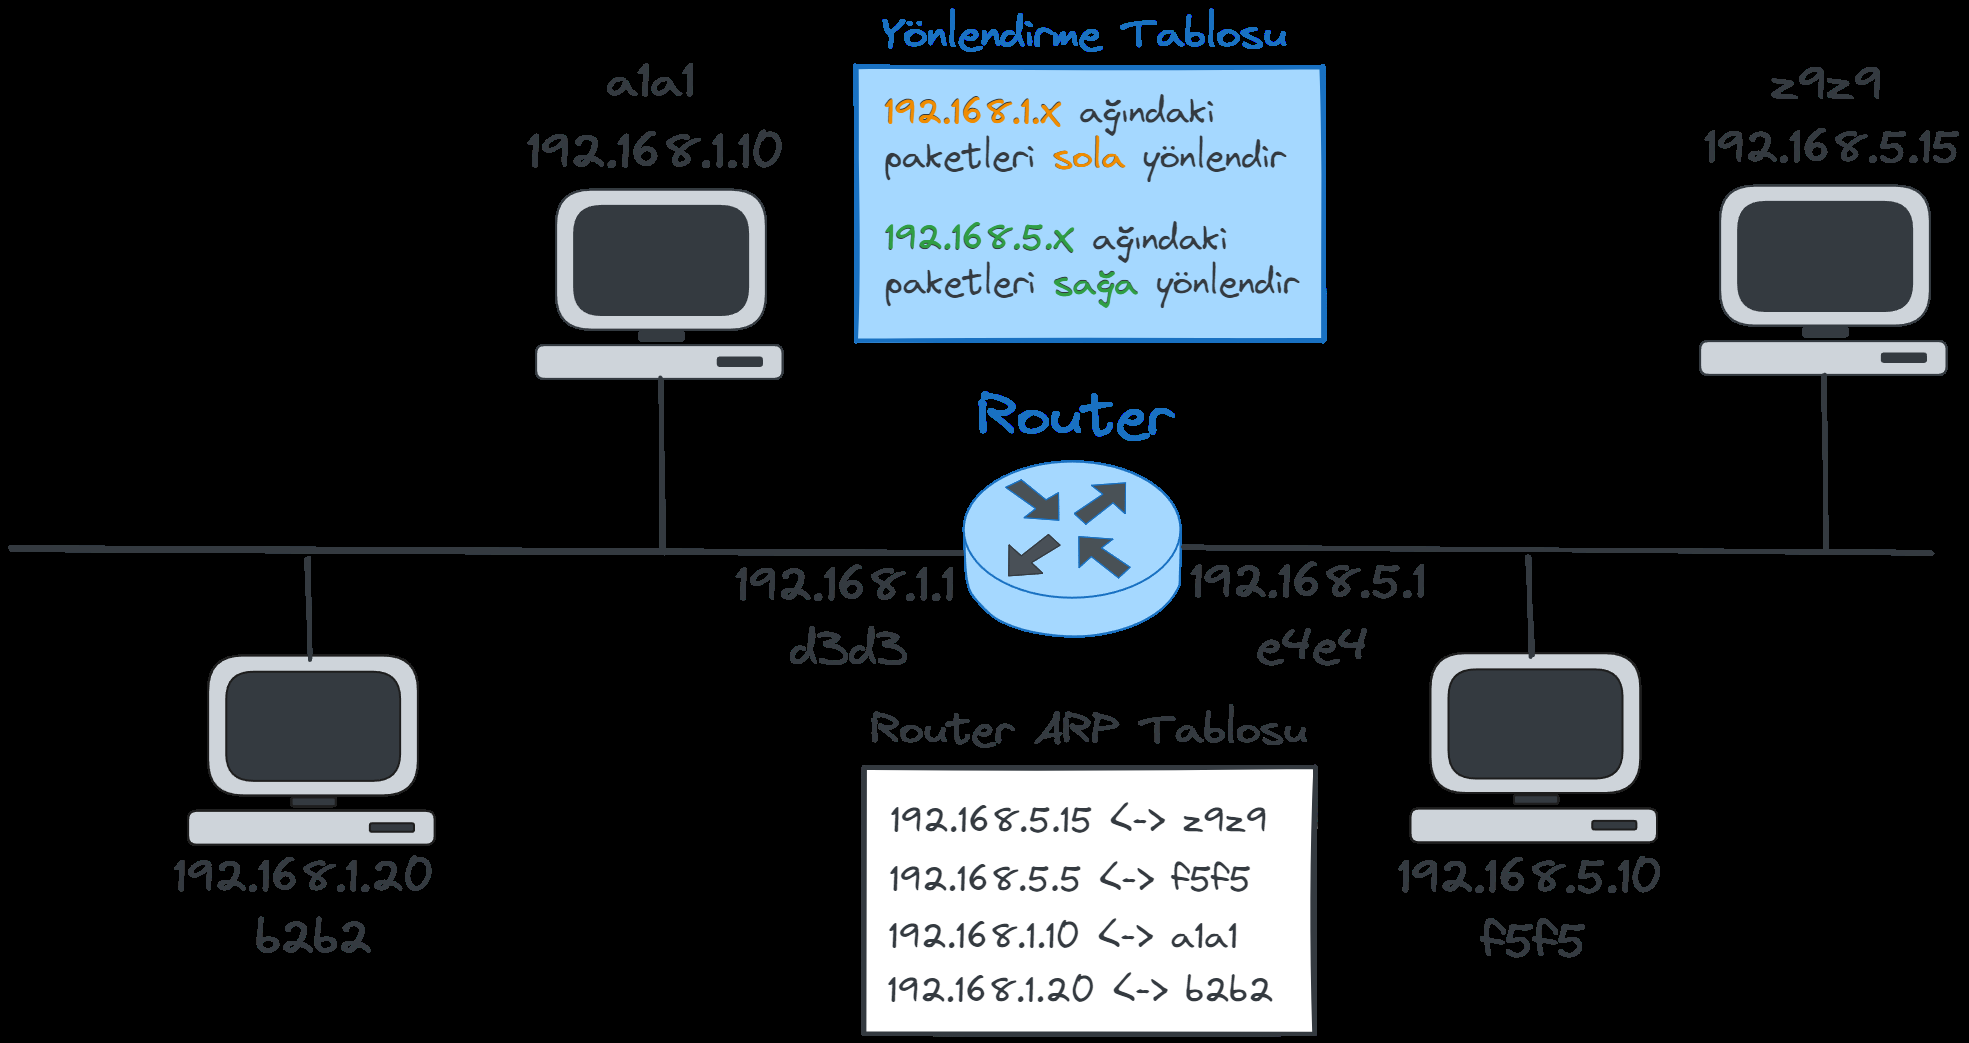 Yönlendirme Tablosu
192.168.1.x ağındaki
paketleri sola yönlendir
192.168.5.x ağındaki
paketleri sağa yönlendir
a1a1
192.168.1.10
z9z9
192.168.5.15
Router
192.168.1.1
d3d3
192.168.5.1
e4e4
192.168.1.20
b2b2
192.168.5.10
f5f5
Router ARP Tablosu
192.168.5.15 <-> z9z9
192.168.5.5 <-> f5f5
192.168.1.10 <-> a1a1
192.168.1.20 <-> b2b2